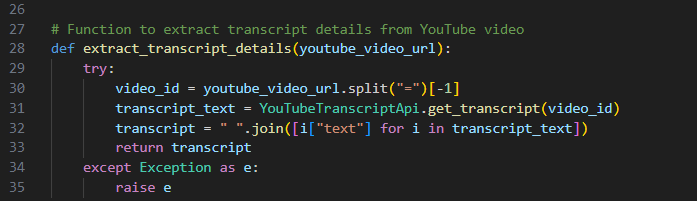 26
27 # Function to extract transcript details from YouTube video
28 def extract_transcript_details(youtube_video_url):
29     try:
30         video_id = youtube_video_url.split("=")[-1]
31         transcript_text = YouTubeTranscriptApi.get_transcript(video_id)
32         transcript = " ".join([i["text"] for i in transcript_text])
33         return transcript
34     except Exception as e:
35         raise e